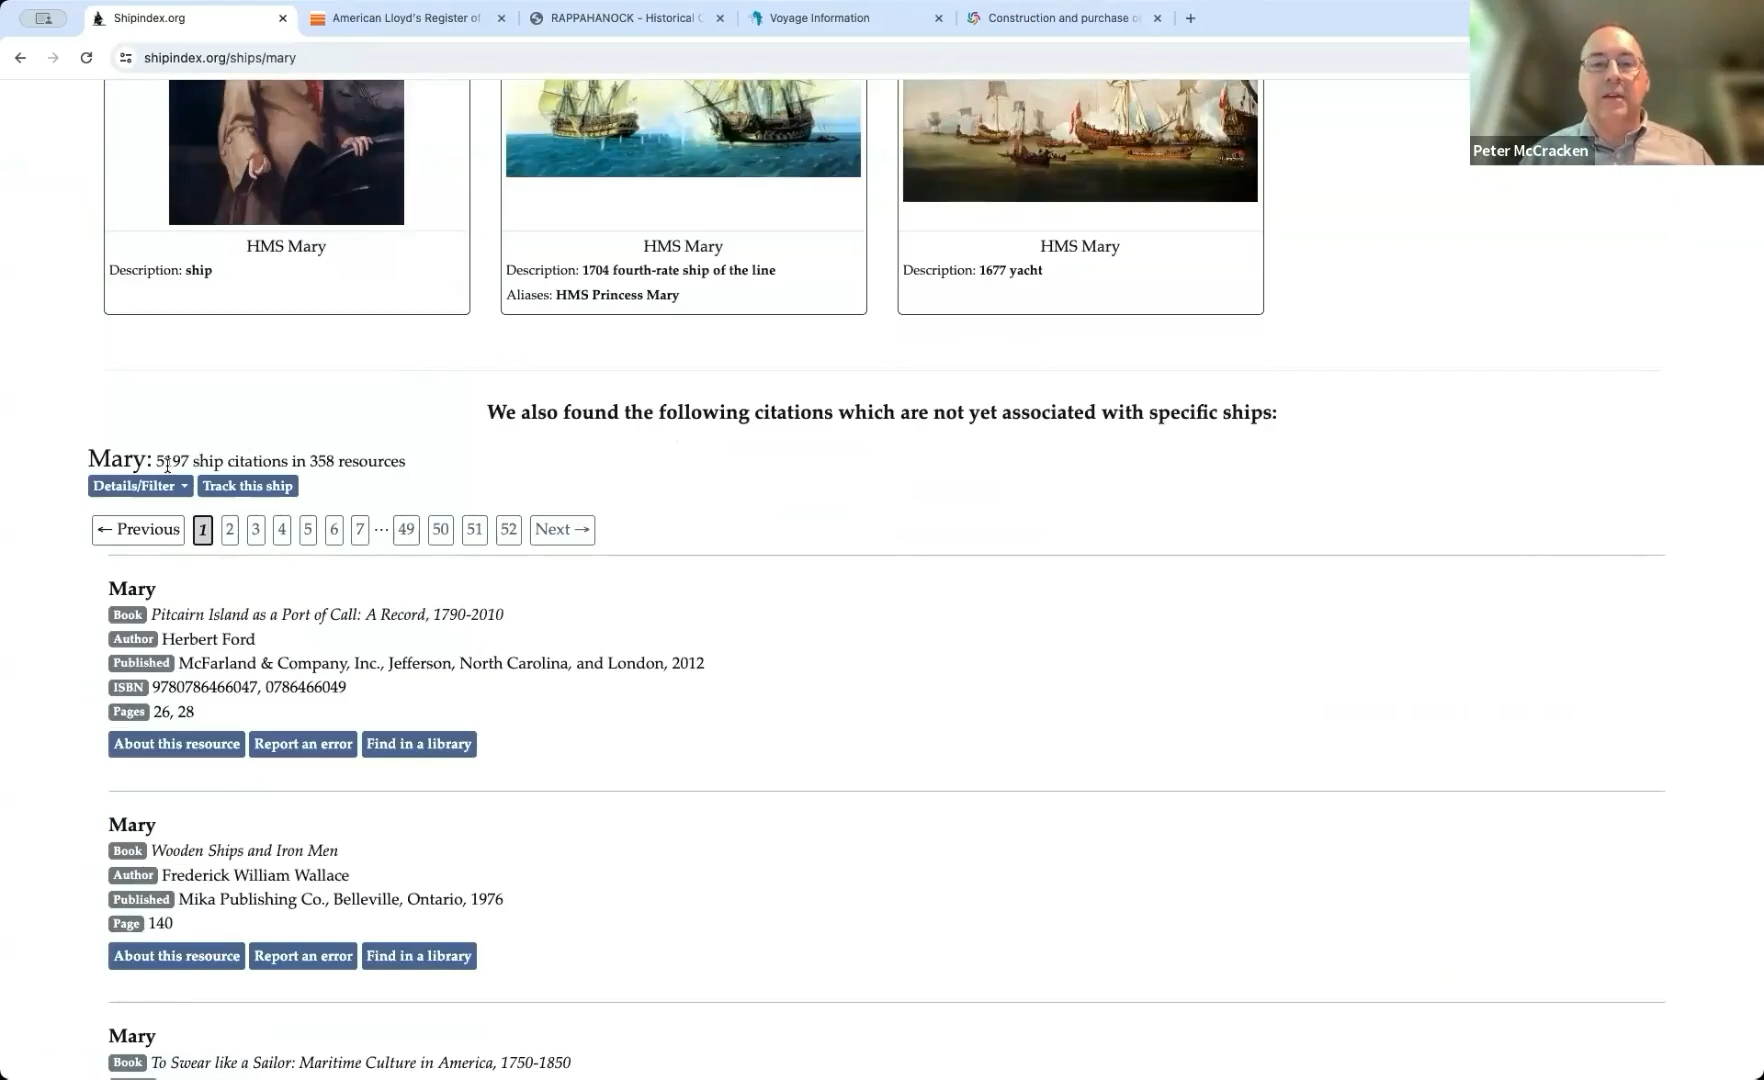 Shipindex.org
American Lloyd's Register of
RAPPAHANOCK - Historical
Voyage Information
Construction and purchase of
shipindex.org/ships/mary
Peter McCracken
HMS Mary
Description: ship
HMS Mary
Description: 1704 fourth-rate ship of the line
Aliases: HMS Princess Mary
HMS Mary
Description: 1677 yacht
We also found the following citations which are not yet associated with specific ships:
Mary: ship citations in 358 resources
Details/Filter Track this ship
← Previous 1 2 3 4 5 6 7 ... 49 50 51 52 Next →
Mary
Book Pitcairn Island as a Port of Call: A Record, 1790-2010
Author Herbert Ford
Published McFarland & Company, Inc., Jefferson, North Carolina, and London, 2012
ISBN 9780786466047, 0786466049
Pages 26, 28
About this resource Report an error Find in a library
Mary
Book Wooden Ships and Iron Men
Author Frederick William Wallace
Published Mika Publishing Co., Belleville, Ontario, 1976
Page 140
About this resource Report an error Find in a library
Mary
Book To Swear like a Sailor: Maritime Culture in America, 1750-1850